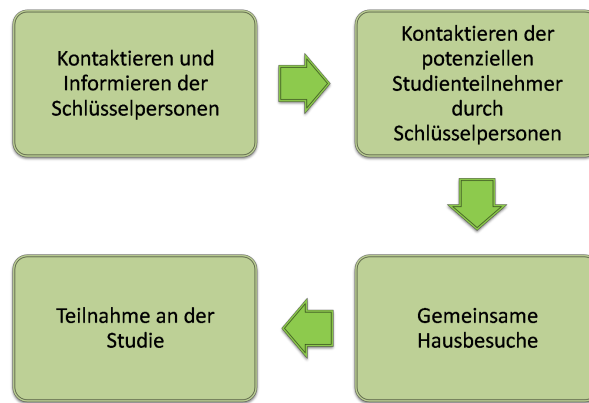 Kontaktieren und
Informieren der
Schlüsselpersonen
Kontaktieren der
potenziellen
Studienteilnehmer
durch
Schlüsselpersonen
Gemeinsame
Hausbesuche
Teilnahme an der
Studie